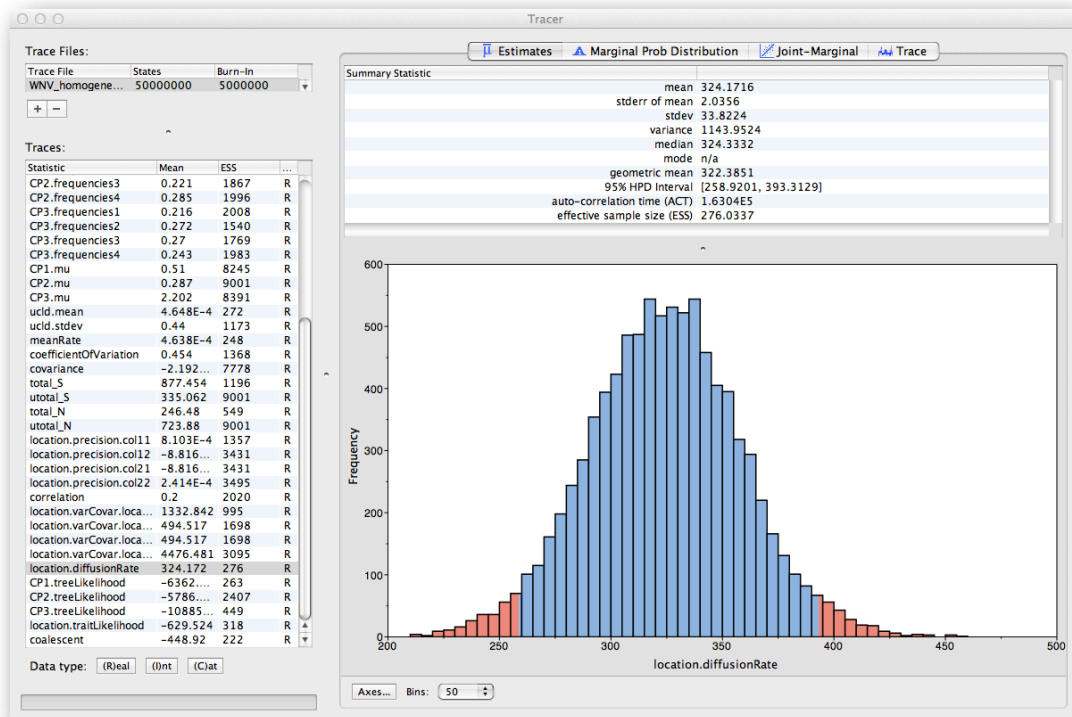 Tracer
Trace Files:
Trace File States Burn-In
WNV_homogene... 50000000 5000000
+ −
Traces:
Statistic Mean ESS ...
CP2.frequencies3 0.221 1867 R
CP2.frequencies4 0.285 1996 R
CP3.frequencies1 0.216 2008 R
CP3.frequencies2 0.272 1540 R
CP3.frequencies3 0.27 1769 R
CP3.frequencies4 0.243 1983 R
CP1.mu 0.51 8245 R
CP2.mu 0.287 9001 R
CP3.mu 2.202 8391 R
ucld.mean 4.648E-4 272 R
ucld.stdev 0.44 1173 R
meanRate 4.638E-4 248 R
coefficientOfVariation 0.454 1368 R
covariance -2.192... 7778 R
total_S 877.454 1196 R
utotal_S 335.062 9001 R
total_N 246.48 549 R
utotal_N 723.88 9001 R
location.precision.col11 8.103E-4 1357 R
location.precision.col12 -8.816... 3431 R
location.precision.col21 -8.816... 3431 R
location.precision.col22 2.414E-4 3495 R
correlation 0.2 2020 R
location.varCovar.loca... 1332.842 995 R
location.varCovar.loca... 494.517 1698 R
location.varCovar.loca... 494.517 1698 R
location.varCovar.loca... 4476.481 3095 R
location.diffusionRate 324.172 276 R
CP1.treeLikelihood -6362.... 263 R
CP2.treeLikelihood -5786.... 2407 R
CP3.treeLikelihood -10885... 449 R
location.traitLikelihood -629.524 318 R
coalescent -448.92 222 R
Data type: (R)eal (I)nt (C)at
Estimates Marginal Prob Distribution Joint-Marginal Trace
Summary Statistic
mean 324.1716
stderr of mean 2.0356
stdev 33.8224
variance 1143.9524
median 324.3332
mode n/a
geometric mean 322.3851
95% HPD Interval [258.9201, 393.3129]
auto-correlation time (ACT) 1.6304E5
effective sample size (ESS) 276.0337
600
500
400
300
200
100
0
Frequency
200 250 300 350 400 450 500
location.diffusionRate
Axes... Bins: 50